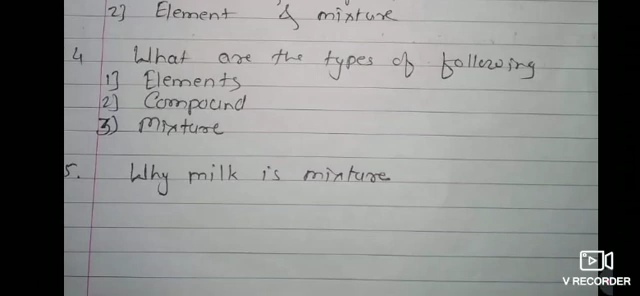 2] Element & mixture
4 What are the types of following
1] Elements
2] Compound
3) Mixture
5. Why milk is mixture
V RECORDER